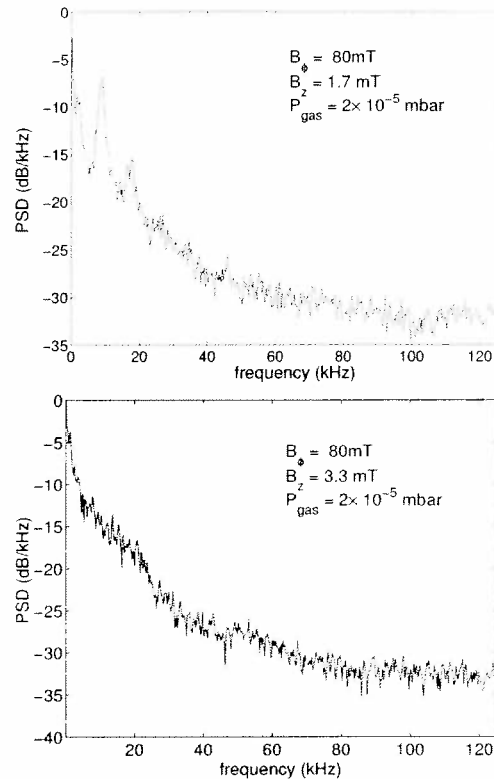 0
−5
−10
−15
−20
−25
−30
−35
PSD (dB/kHz)
B_ϕ = 80mT
B_z = 1.7 mT
P_gas = 2× 10^−5 mbar
0 20 40 60 80 100 120
frequency (kHz)
0
−5
−10
−15
−20
−25
−30
−35
−40
PSD (dB/kHz)
B_ϕ = 80mT
B_z = 3.3 mT
P_gas = 2× 10^−5 mbar
20 40 60 80 100 120
frequency (kHz)